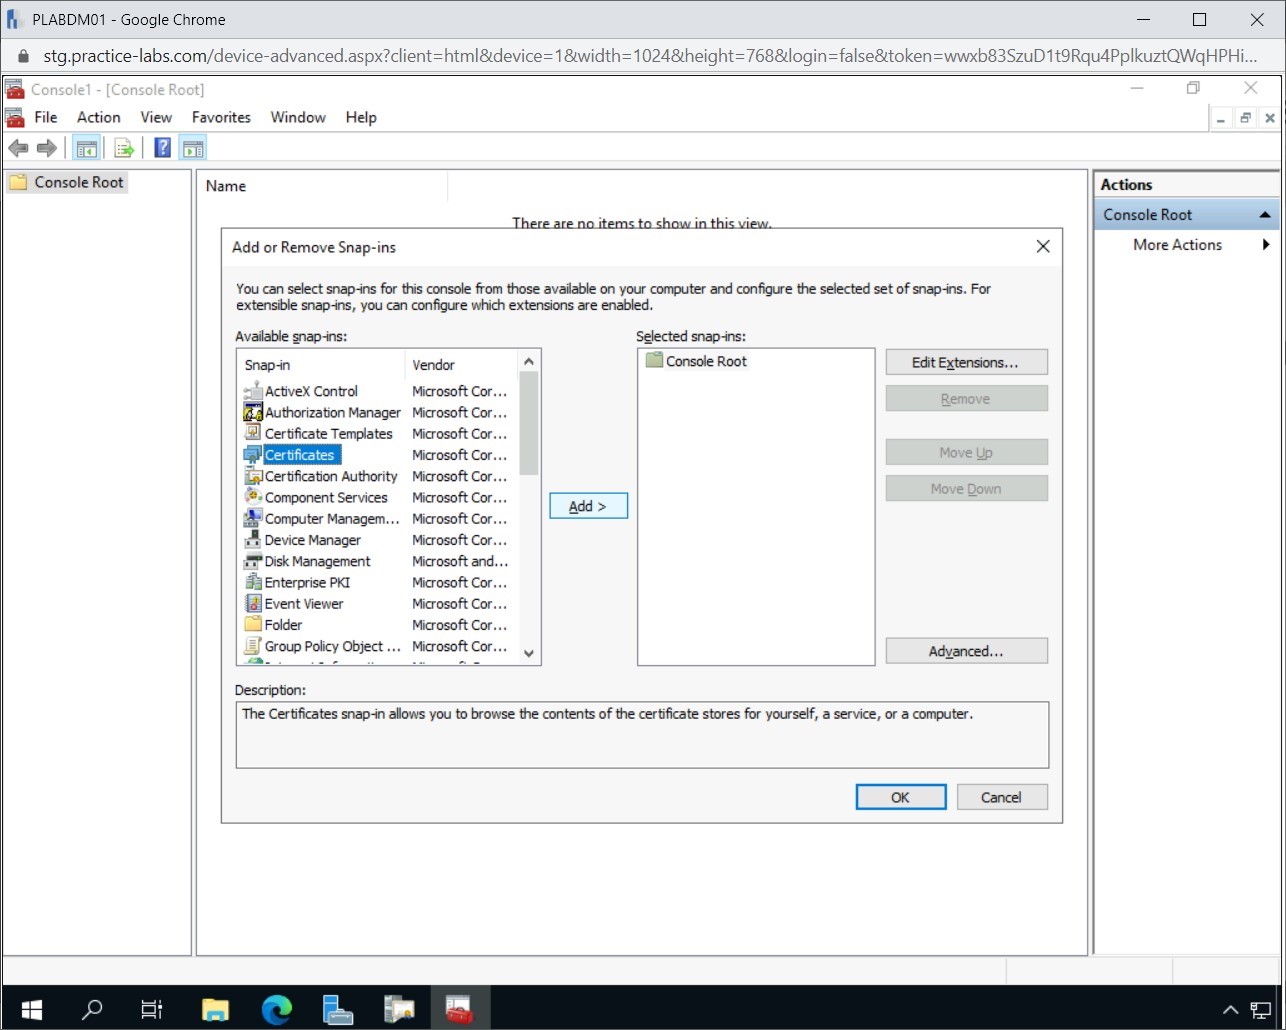 PLABDM01 - Google Chrome
stg.practice-labs.com/device-advanced.aspx?client=html&device=1&width=1024&height=768&login=false&token=wwxb83SzuD1t9Rqu4PplkuztQWqHPHi...
Console1 - [Console Root]
File Action View Favorites Window Help
Console Root
Name
There are no items to show in this view.
Actions
Console Root
More Actions
Add or Remove Snap-ins
You can select snap-ins for this console from those available on your computer and configure the selected set of snap-ins. For
extensible snap-ins, you can configure which extensions are enabled.
Available snap-ins:
Snap-in Vendor
ActiveX Control Microsoft Cor...
Authorization Manager Microsoft Cor...
Certificate Templates Microsoft Cor...
Certificates Microsoft Cor...
Certification Authority Microsoft Cor...
Component Services Microsoft Cor...
Computer Managem... Microsoft Cor...
Device Manager Microsoft Cor...
Disk Management Microsoft and...
Enterprise PKI Microsoft Cor...
Event Viewer Microsoft Cor...
Folder Microsoft Cor...
Group Policy Object ... Microsoft Cor...
Add >
Selected snap-ins:
Console Root
Edit Extensions...
Remove
Move Up
Move Down
Advanced...
Description:
The Certificates snap-in allows you to browse the contents of the certificate stores for yourself, a service, or a computer.
OK
Cancel